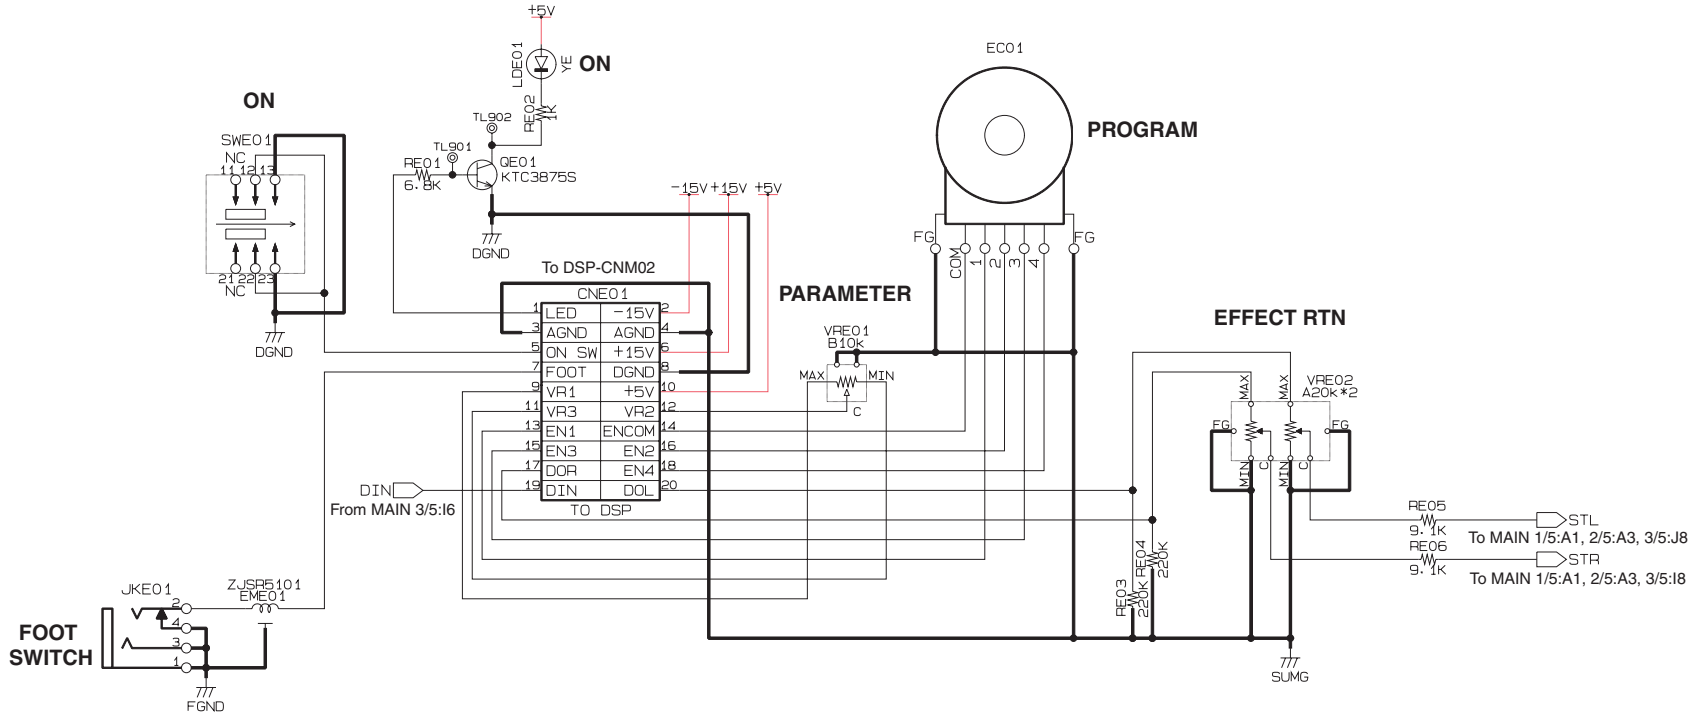 +5V
LDE01
YE
ON
RE02
1K
TL902
TL901
RE01
6.8K
QE01
KTC3875S
DGND
ON
SWE01
NC
11 12 13
21 22 23
NC
DGND
-15V +15V +5V
To DSP-CNM02
CNE01
1 LED -15V 2
3 AGND AGND 4
5 ON SW +15V 6
7 FOOT DGND 8
9 VR1 +5V 10
11 VR3 VR2 12
13 EN1 ENCOM 14
15 EN3 EN2 16
17 DOR EN4 18
19 DIN DOL 20
TO DSP
DIN
From MAIN 3/5:I6
EC01
PROGRAM
FG
COM
1
2
3
4
FG
PARAMETER
VRE01
B10k
MAX
MIN
C
EFFECT RTN
VRE02
A20K*2
MAX
MAX
FG
FG
MIN
C
MIN
C
RE05
9.1K
STL
To MAIN 1/5:A1, 2/5:A3, 3/5:J8
RE06
9.1K
STR
To MAIN 1/5:A1, 2/5:A3, 3/5:I8
RE03
220K
RE04
220K
SUMG
JKE01
2
4
3
1
ZJSR5101
EME01
FOOT
SWITCH
FGND